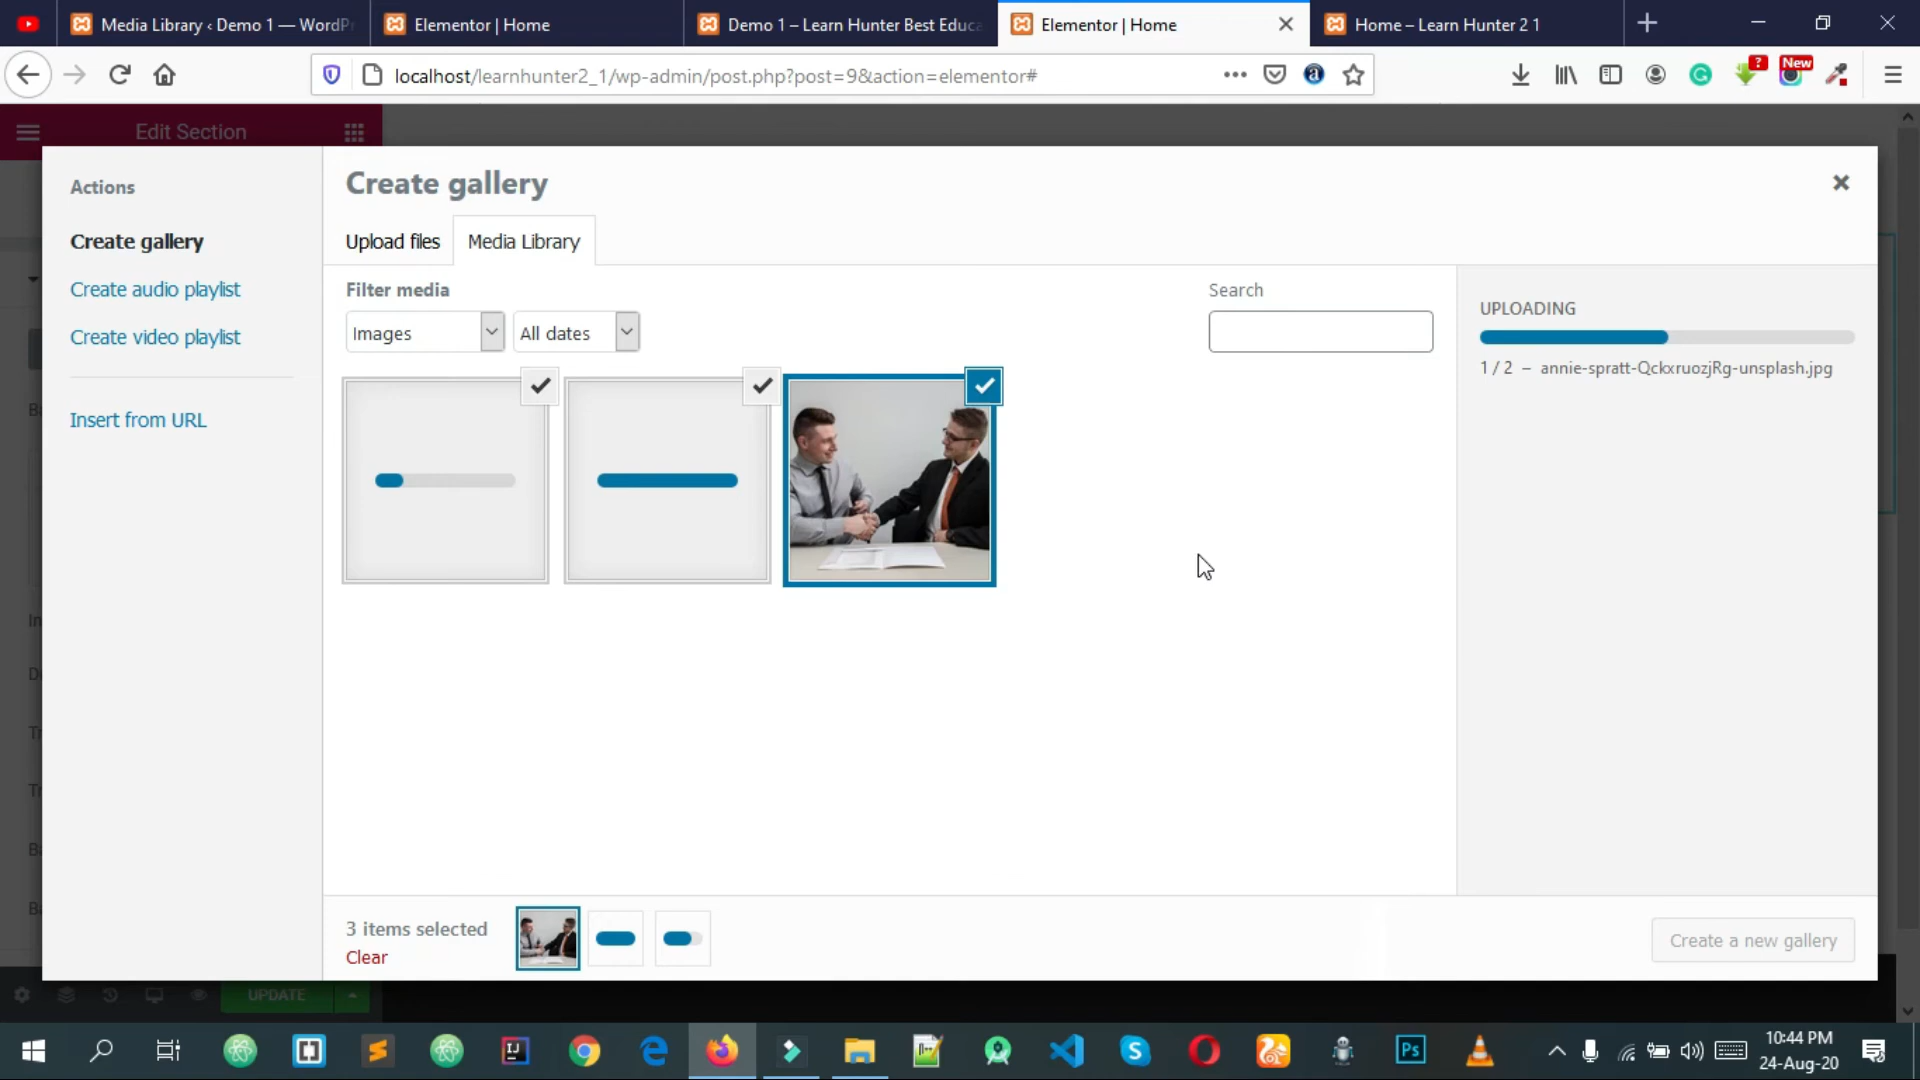 Media Library ‹ Demo 1 — WordPr
Elementor | Home
Demo 1 – Learn Hunter Best Educa
Elementor | Home
Home – Learn Hunter 2 1
localhost/learnhunter2_1/wp-admin/post.php?post=9&action=elementor#
?
New
Edit Section
Actions
Create gallery
Create audio playlist
Create video playlist
Insert from URL
Create gallery
Upload files
Media Library
Filter media
Images
All dates
Search
UPLOADING
1 / 2 – annie-spratt-QckxruozjRg-unsplash.jpg
3 items selected
Clear
Create a new gallery
UPDATE
10:44 PM
24-Aug-20